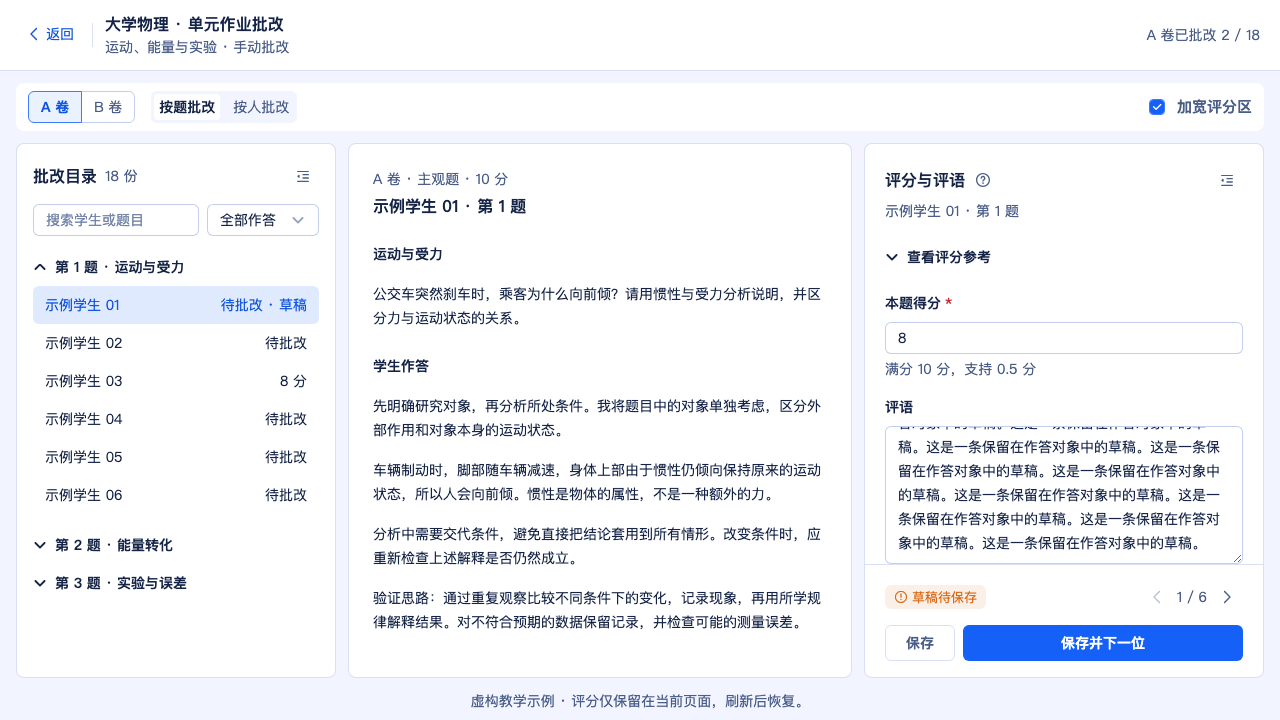 返回
大学物理 · 单元作业批改
运动、能量与实验 · 手动批改
A 卷已批改 2 / 18
A 卷
B 卷
按题批改
按人批改
加宽评分区
批改目录 18 份
搜索学生或题目
全部作答
第 1 题 · 运动与受力
示例学生 01 待批改 · 草稿
示例学生 02 待批改
示例学生 03 8 分
示例学生 04 待批改
示例学生 05 待批改
示例学生 06 待批改
第 2 题 · 能量转化
第 3 题 · 实验与误差
A 卷 · 主观题 · 10 分
示例学生 01 · 第 1 题
运动与受力
公交车突然刹车时，乘客为什么向前倾？请用惯性与受力分析说明，并区
分力与运动状态的关系。
学生作答
先明确研究对象，再分析所处条件。我将题目中的对象单独考虑，区分外
部作用和对象本身的运动状态。
车辆制动时，脚部随车辆减速，身体上部由于惯性仍倾向保持原来的运动
状态，所以人会向前倾。惯性是物体的属性，不是一种额外的力。
分析中需要交代条件，避免直接把结论套用到所有情形。改变条件时，应
重新检查上述解释是否仍然成立。
验证思路：通过重复观察比较不同条件下的变化，记录现象，再用所学规
律解释结果。对不符合预期的数据保留记录，并检查可能的测量误差。
评分与评语
示例学生 01 · 第 1 题
查看评分参考
本题得分 *
8
满分 10 分，支持 0.5 分
评语
稿。这是一条保留在作答对象中的草稿。这是一条保
留在作答对象中的草稿。这是一条保留在作答对象中
的草稿。这是一条保留在作答对象中的草稿。这是一
条保留在作答对象中的草稿。这是一条保留在作答对
象中的草稿。这是一条保留在作答对象中的草稿。
草稿待保存
1 / 6
保存
保存并下一位
虚构教学示例 · 评分仅保留在当前页面，刷新后恢复。